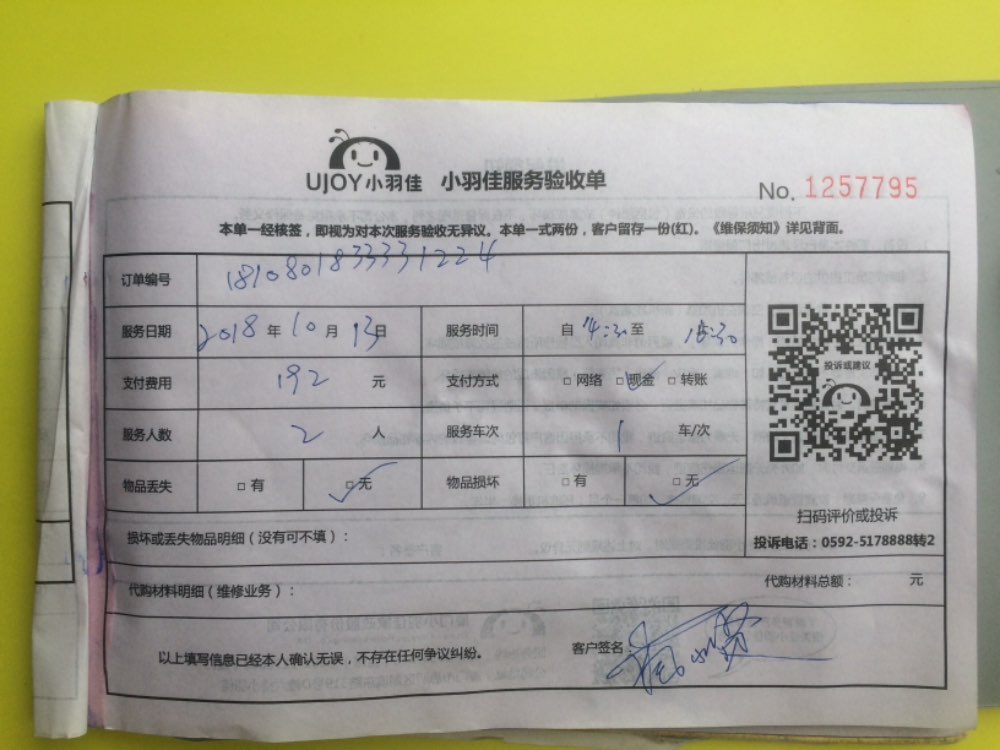 UJOY小羽佳 小羽佳服务验收单
No. 1257795
本单一经核签，即视为对本次服务验收无异议。本单一式两份，客户留存一份(红)。《维保须知》详见背面。
订单编号 18108018333331224
服务日期 2018 年 10 月 13 日 服务时间 自 14:30 至
支付费用 192 元 支付方式 □ 网络 □ 现金 □ 转账
投诉或建议
服务人数 2 人 服务车次 1 车/次
物品丢失 □ 有 □ 无 物品损坏 □ 有 □ 无
扫码评价或投诉
投诉电话：0592-5178888转2
损坏或丢失物品明细（没有可不填）：
代购材料明细（维修业务）： 代购材料总额： 元
以上填写信息已经本人确认无误，不存在任何争议纠纷。 客户签名